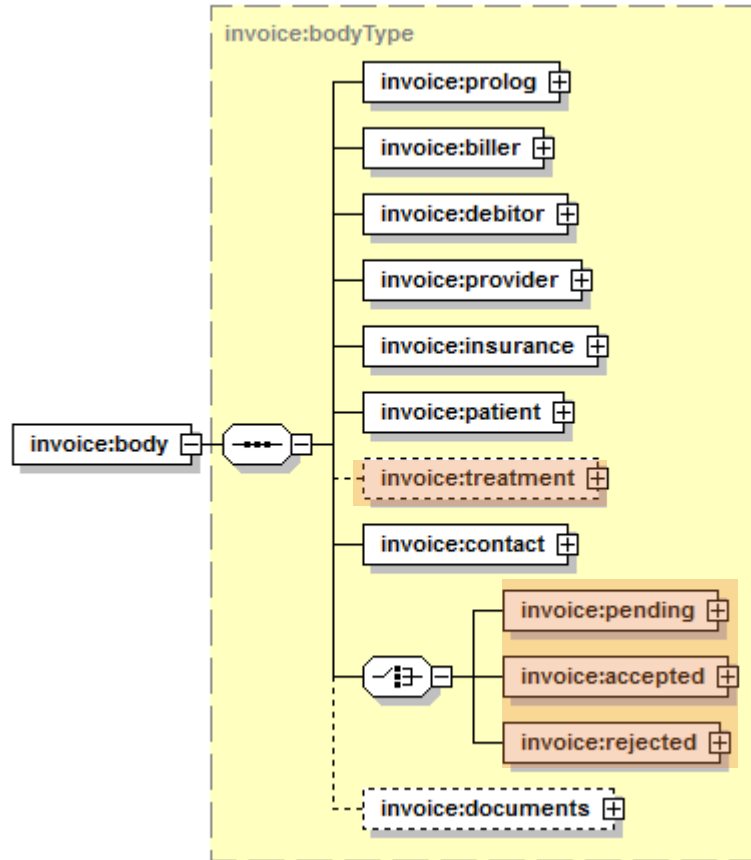 invoice:bodyType
invoice:prolog
invoice:biller
invoice:debitor
invoice:provider
invoice:insurance
invoice:patient
invoice:body
invoice:treatment
invoice:contact
invoice:pending
invoice:accepted
invoice:rejected
invoice:documents